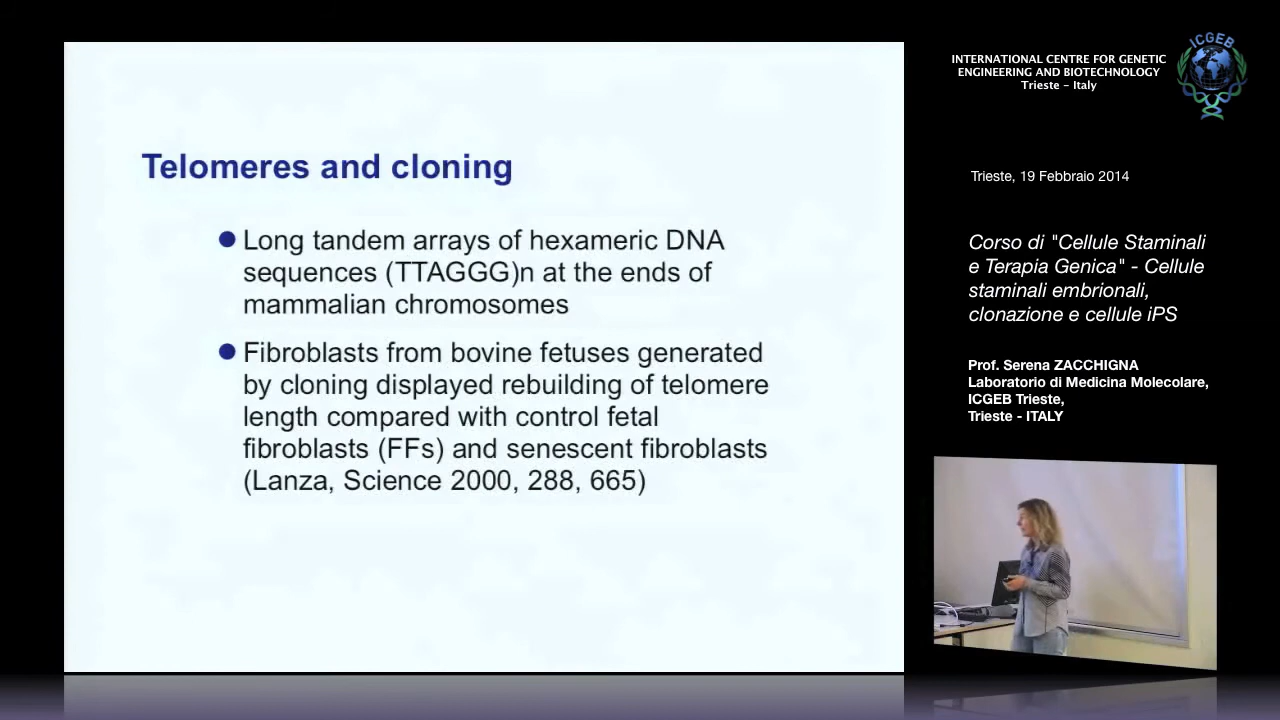 Telomeres and cloning
Long tandem arrays of hexameric DNA
sequences (TTAGGG)n at the ends of
mammalian chromosomes
Fibroblasts from bovine fetuses generated
by cloning displayed rebuilding of telomere
length compared with control fetal
fibroblasts (FFs) and senescent fibroblasts
(Lanza, Science 2000, 288, 665)
INTERNATIONAL CENTRE FOR GENETIC
ENGINEERING AND BIOTECHNOLOGY
Trieste - Italy
ICGEB
Trieste, 19 Febbraio 2014
Corso di "Cellule Staminali
e Terapia Genica" - Cellule
staminali embrionali,
clonazione e cellule iPS
Prof. Serena ZACCHIGNA
Laboratorio di Medicina Molecolare,
ICGEB Trieste,
Trieste - ITALY